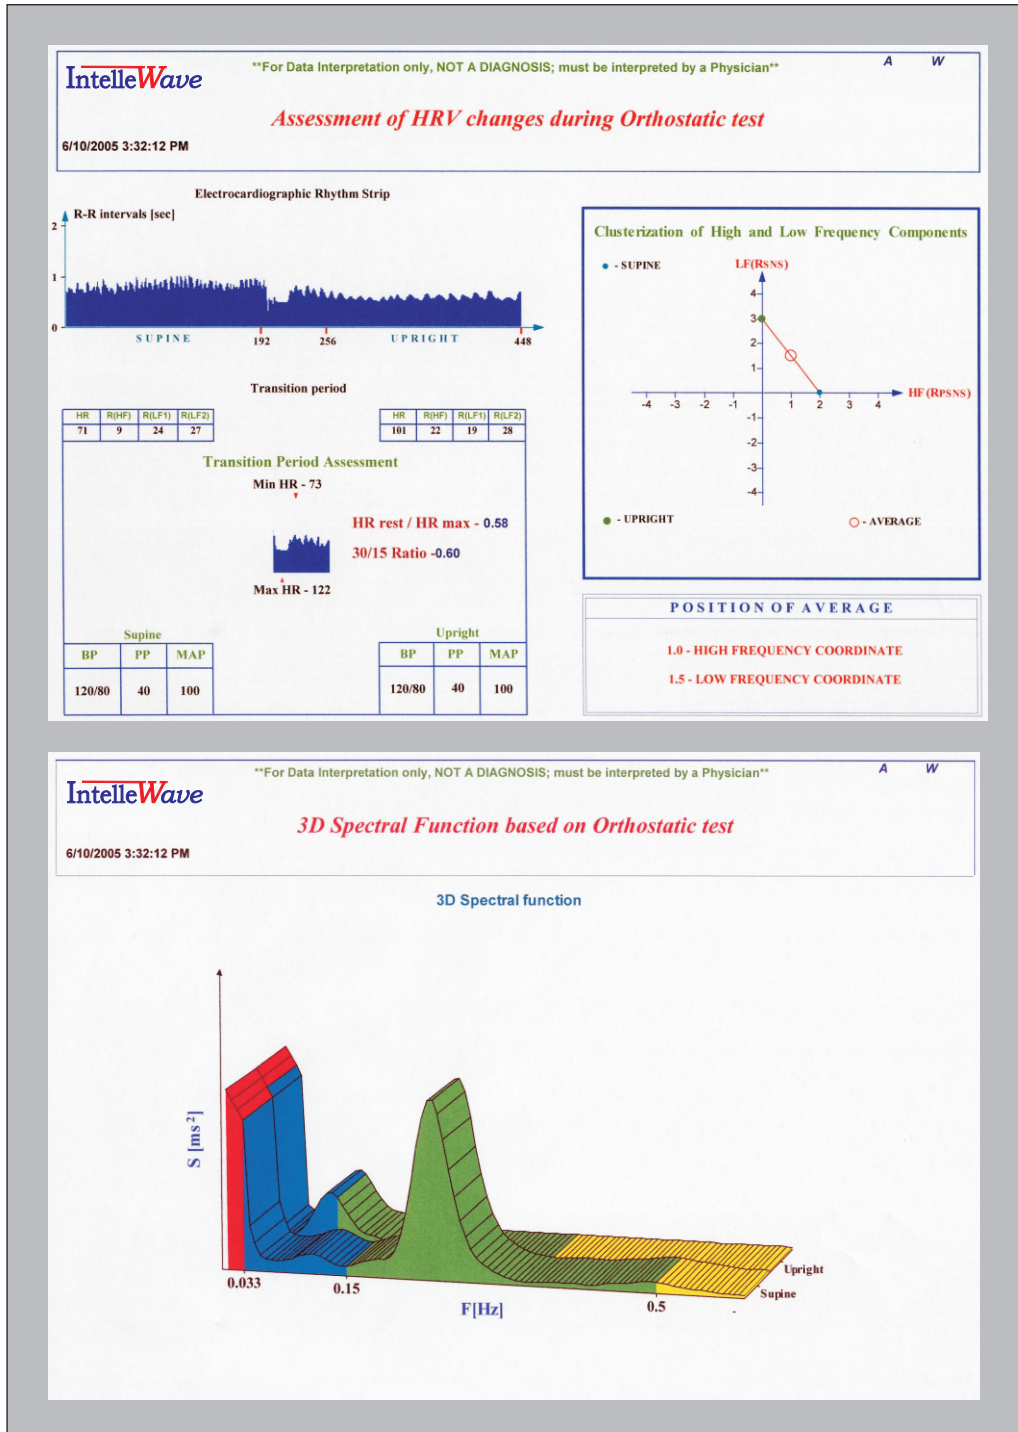 IntelleWave
**For Data Interpretation only, NOT A DIAGNOSIS; must be interpreted by a Physician**
A W
Assessment of HRV changes during Orthostatic test
6/10/2005 3:32:12 PM
Electrocardiographic Rhythm Strip
R-R intervals [sec]
2
1
0
SUPINE 192 256 UPRIGHT 448
Transition period
HR R(HF) R(LF1) R(LF2)
71 9 24 27
HR R(HF) R(LF1) R(LF2)
101 22 19 28
Transition Period Assessment
Min HR - 73
HR rest / HR max - 0.58
30/15 Ratio -0.60
Max HR - 122
Supine
BP PP MAP
120/80 40 100
Upright
BP PP MAP
120/80 40 100
Clusterization of High and Low Frequency Components
- SUPINE
LF(RSNS)
4
3
2
1
-4 -3 -2 -1 1 2 3 4
HF(RPSNS)
-1
-2
-3
-4
- UPRIGHT
- AVERAGE
POSITION OF AVERAGE
1.0 - HIGH FREQUENCY COORDINATE
1.5 - LOW FREQUENCY COORDINATE
IntelleWave
**For Data Interpretation only, NOT A DIAGNOSIS; must be interpreted by a Physician**
A W
3D Spectral Function based on Orthostatic test
6/10/2005 3:32:12 PM
3D Spectral function
S [ms²]
0.033
0.15
0.5
F[Hz]
Upright
Supine